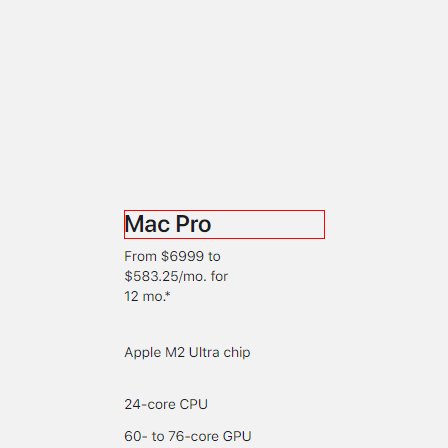 Mac Pro
From $6999 to
$583.25/mo. for
12 mo.*
Apple M2 Ultra chip
24-core CPU
60- to 76-core GPU